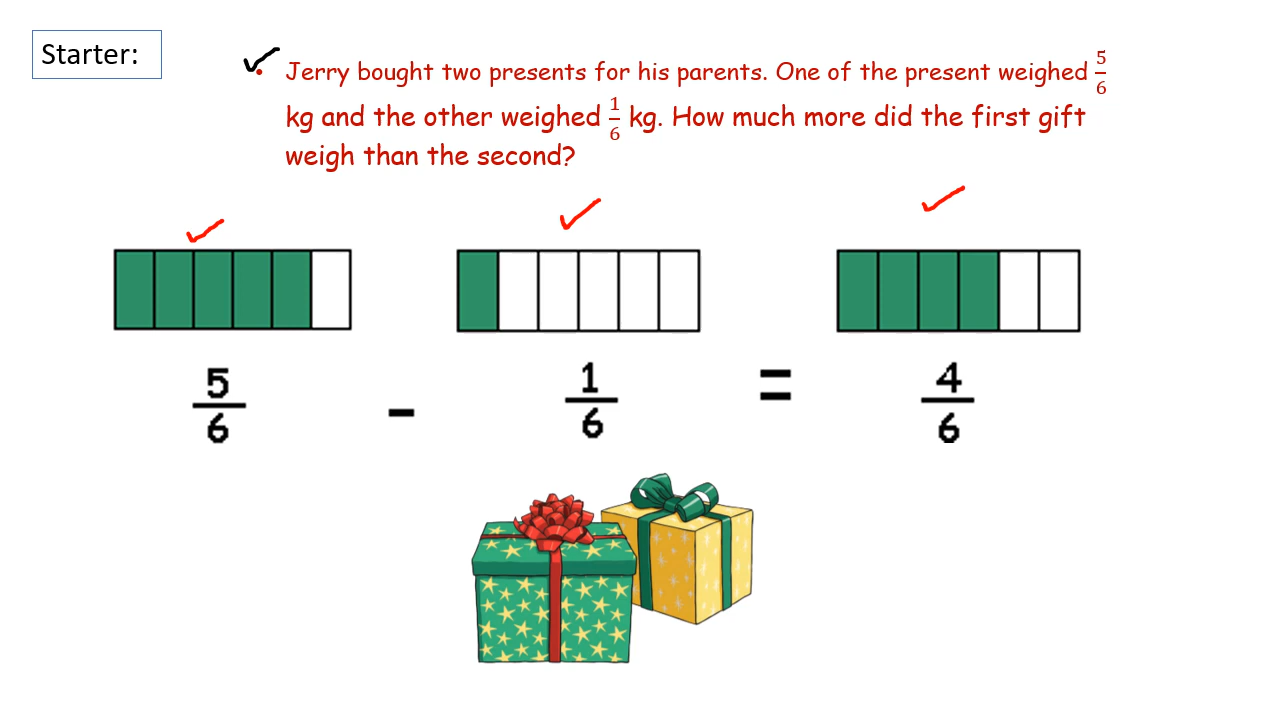 Starter:
• Jerry bought two presents for his parents. One of the present weighed 5/6
kg and the other weighed 1/6 kg. How much more did the first gift
weigh than the second?
5/6 - 1/6 = 4/6